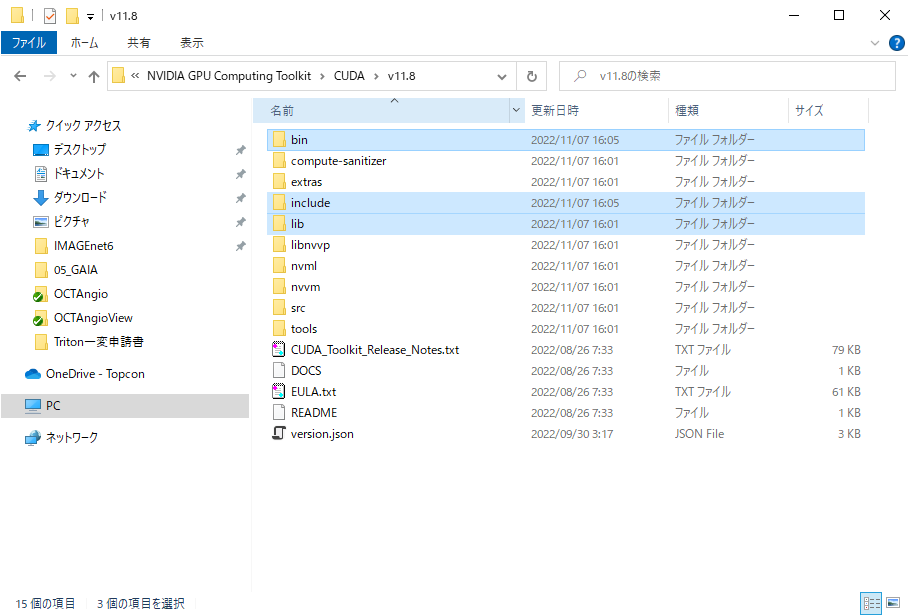 v11.8
ファイル ホーム 共有 表示
« NVIDIA GPU Computing Toolkit › CUDA › v11.8
v11.8の検索
クイック アクセス
デスクトップ
ドキュメント
ダウンロード
ピクチャ
IMAGEnet6
05_GAIA
OCTAngio
OCTAngioView
Triton一変申請書
OneDrive - Topcon
PC
ネットワーク
名前 更新日時 種類 サイズ
bin 2022/11/07 16:05 ファイル フォルダー
compute-sanitizer 2022/11/07 16:01 ファイル フォルダー
extras 2022/11/07 16:01 ファイル フォルダー
include 2022/11/07 16:05 ファイル フォルダー
lib 2022/11/07 16:01 ファイル フォルダー
libnvvp 2022/11/07 16:01 ファイル フォルダー
nvml 2022/11/07 16:01 ファイル フォルダー
nvvm 2022/11/07 16:01 ファイル フォルダー
src 2022/11/07 16:01 ファイル フォルダー
tools 2022/11/07 16:01 ファイル フォルダー
CUDA_Toolkit_Release_Notes.txt 2022/08/26 7:33 TXT ファイル 79 KB
DOCS 2022/08/26 7:33 ファイル 1 KB
EULA.txt 2022/08/26 7:33 TXT ファイル 61 KB
README 2022/08/26 7:33 ファイル 1 KB
version.json 2022/09/30 3:17 JSON File 3 KB
15 個の項目 3 個の項目を選択